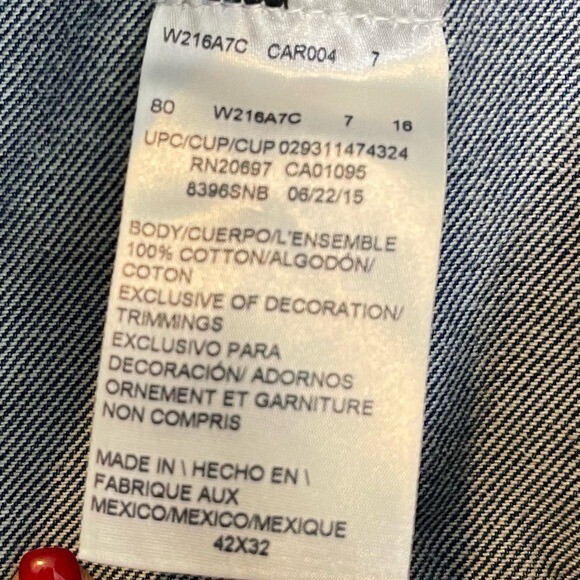 W216A7C CAR004 7
80 W216A7C 7 16
UPC/CUP/CUP 029311474324
RN20697 CA01095
8396SNB 06/22/15
BODY/CUERPO/L'ENSEMBLE
100% COTTON/ALGODÓN/
COTON
EXCLUSIVE OF DECORATION/
TRIMMINGS
EXCLUSIVO PARA
DECORACIÓN/ ADORNOS
ORNEMENT ET GARNITURE
NON COMPRIS
MADE IN \ HECHO EN \
FABRIQUE AUX
MEXICO/MEXICO/MEXIQUE
42X32